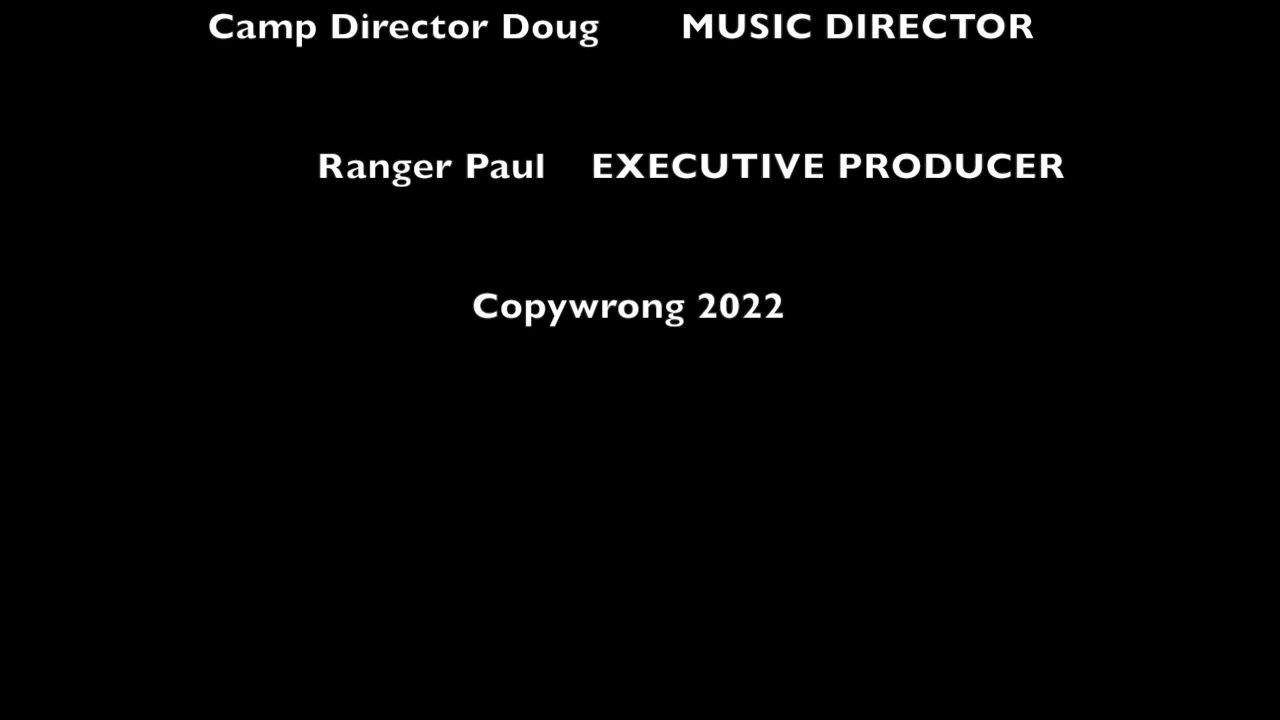 Camp Director Doug MUSIC DIRECTOR
Ranger Paul EXECUTIVE PRODUCER
Copywrong 2022